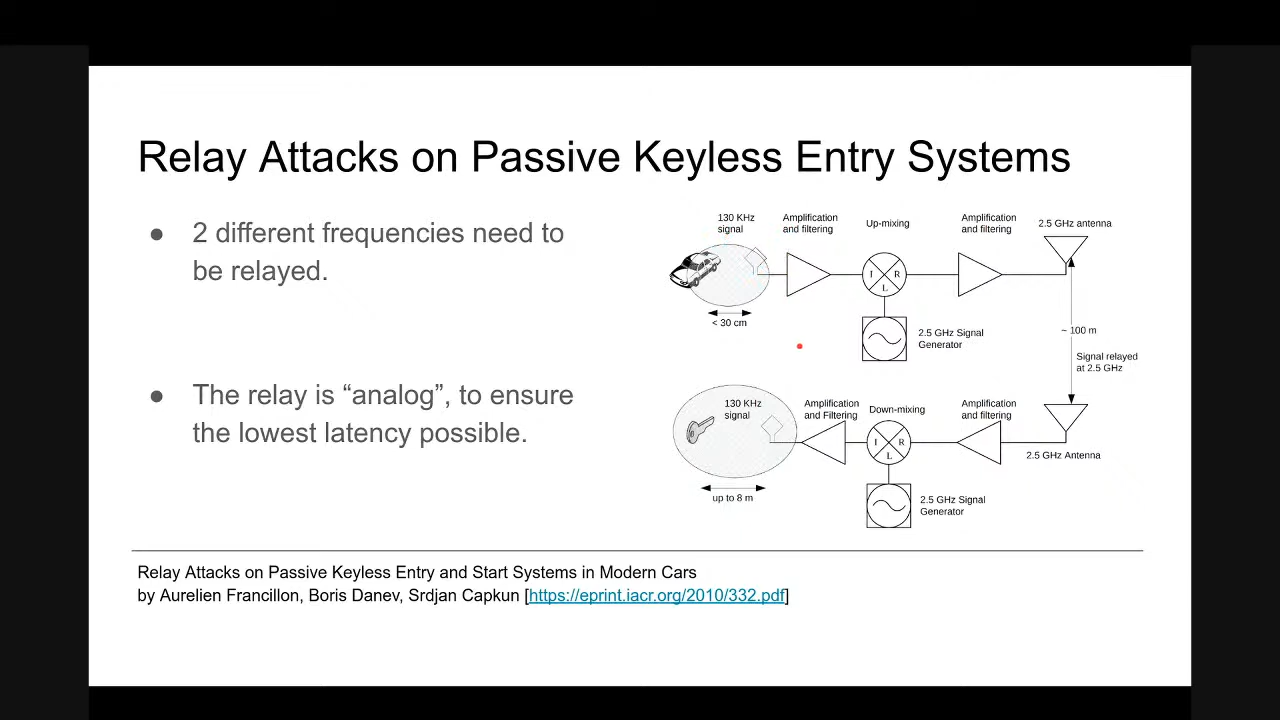 Relay Attacks on Passive Keyless Entry Systems
● 2 different frequencies need to
be relayed.
● The relay is “analog”, to ensure
the lowest latency possible.
130 KHz
signal
Amplification
and filtering
Up-mixing
Amplification
and filtering
2.5 GHz antenna
I R
L
< 30 cm
2.5 GHz Signal
Generator
~ 100 m
Signal relayed
at 2.5 GHz
130 KHz
signal
Amplification
and Filtering
Down-mixing
Amplification
and filtering
I R
L
2.5 GHz Antenna
up to 8 m
2.5 GHz Signal
Generator
Relay Attacks on Passive Keyless Entry and Start Systems in Modern Cars
by Aurelien Francillon, Boris Danev, Srdjan Capkun [https://eprint.iacr.org/2010/332.pdf]